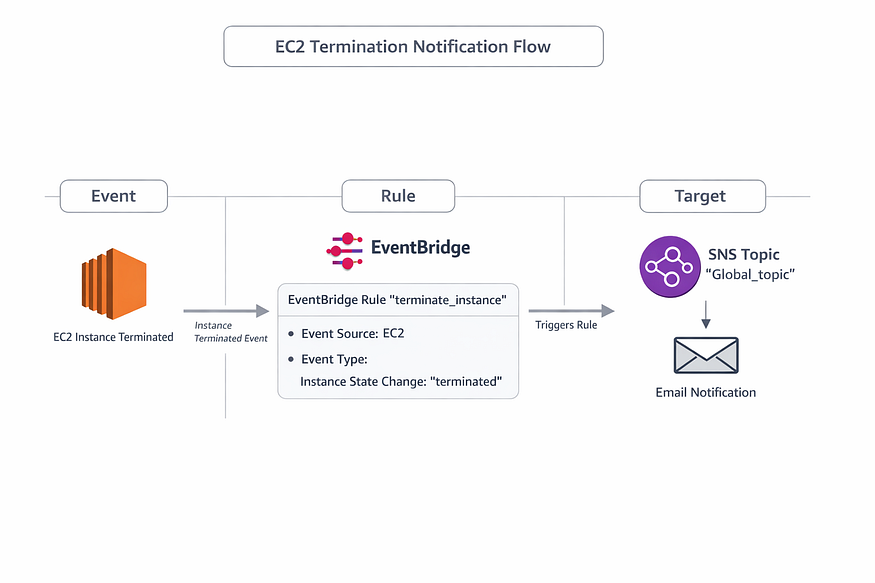 EC2 Termination Notification Flow
Event
Rule
Target
EventBridge
SNS Topic
“Global_topic”
EventBridge Rule "terminate_instance"
EC2 Instance Terminated
Instance
Terminated Event
• Event Source: EC2
• Event Type:
Instance State Change: "terminated"
Triggers Rule
Email Notification